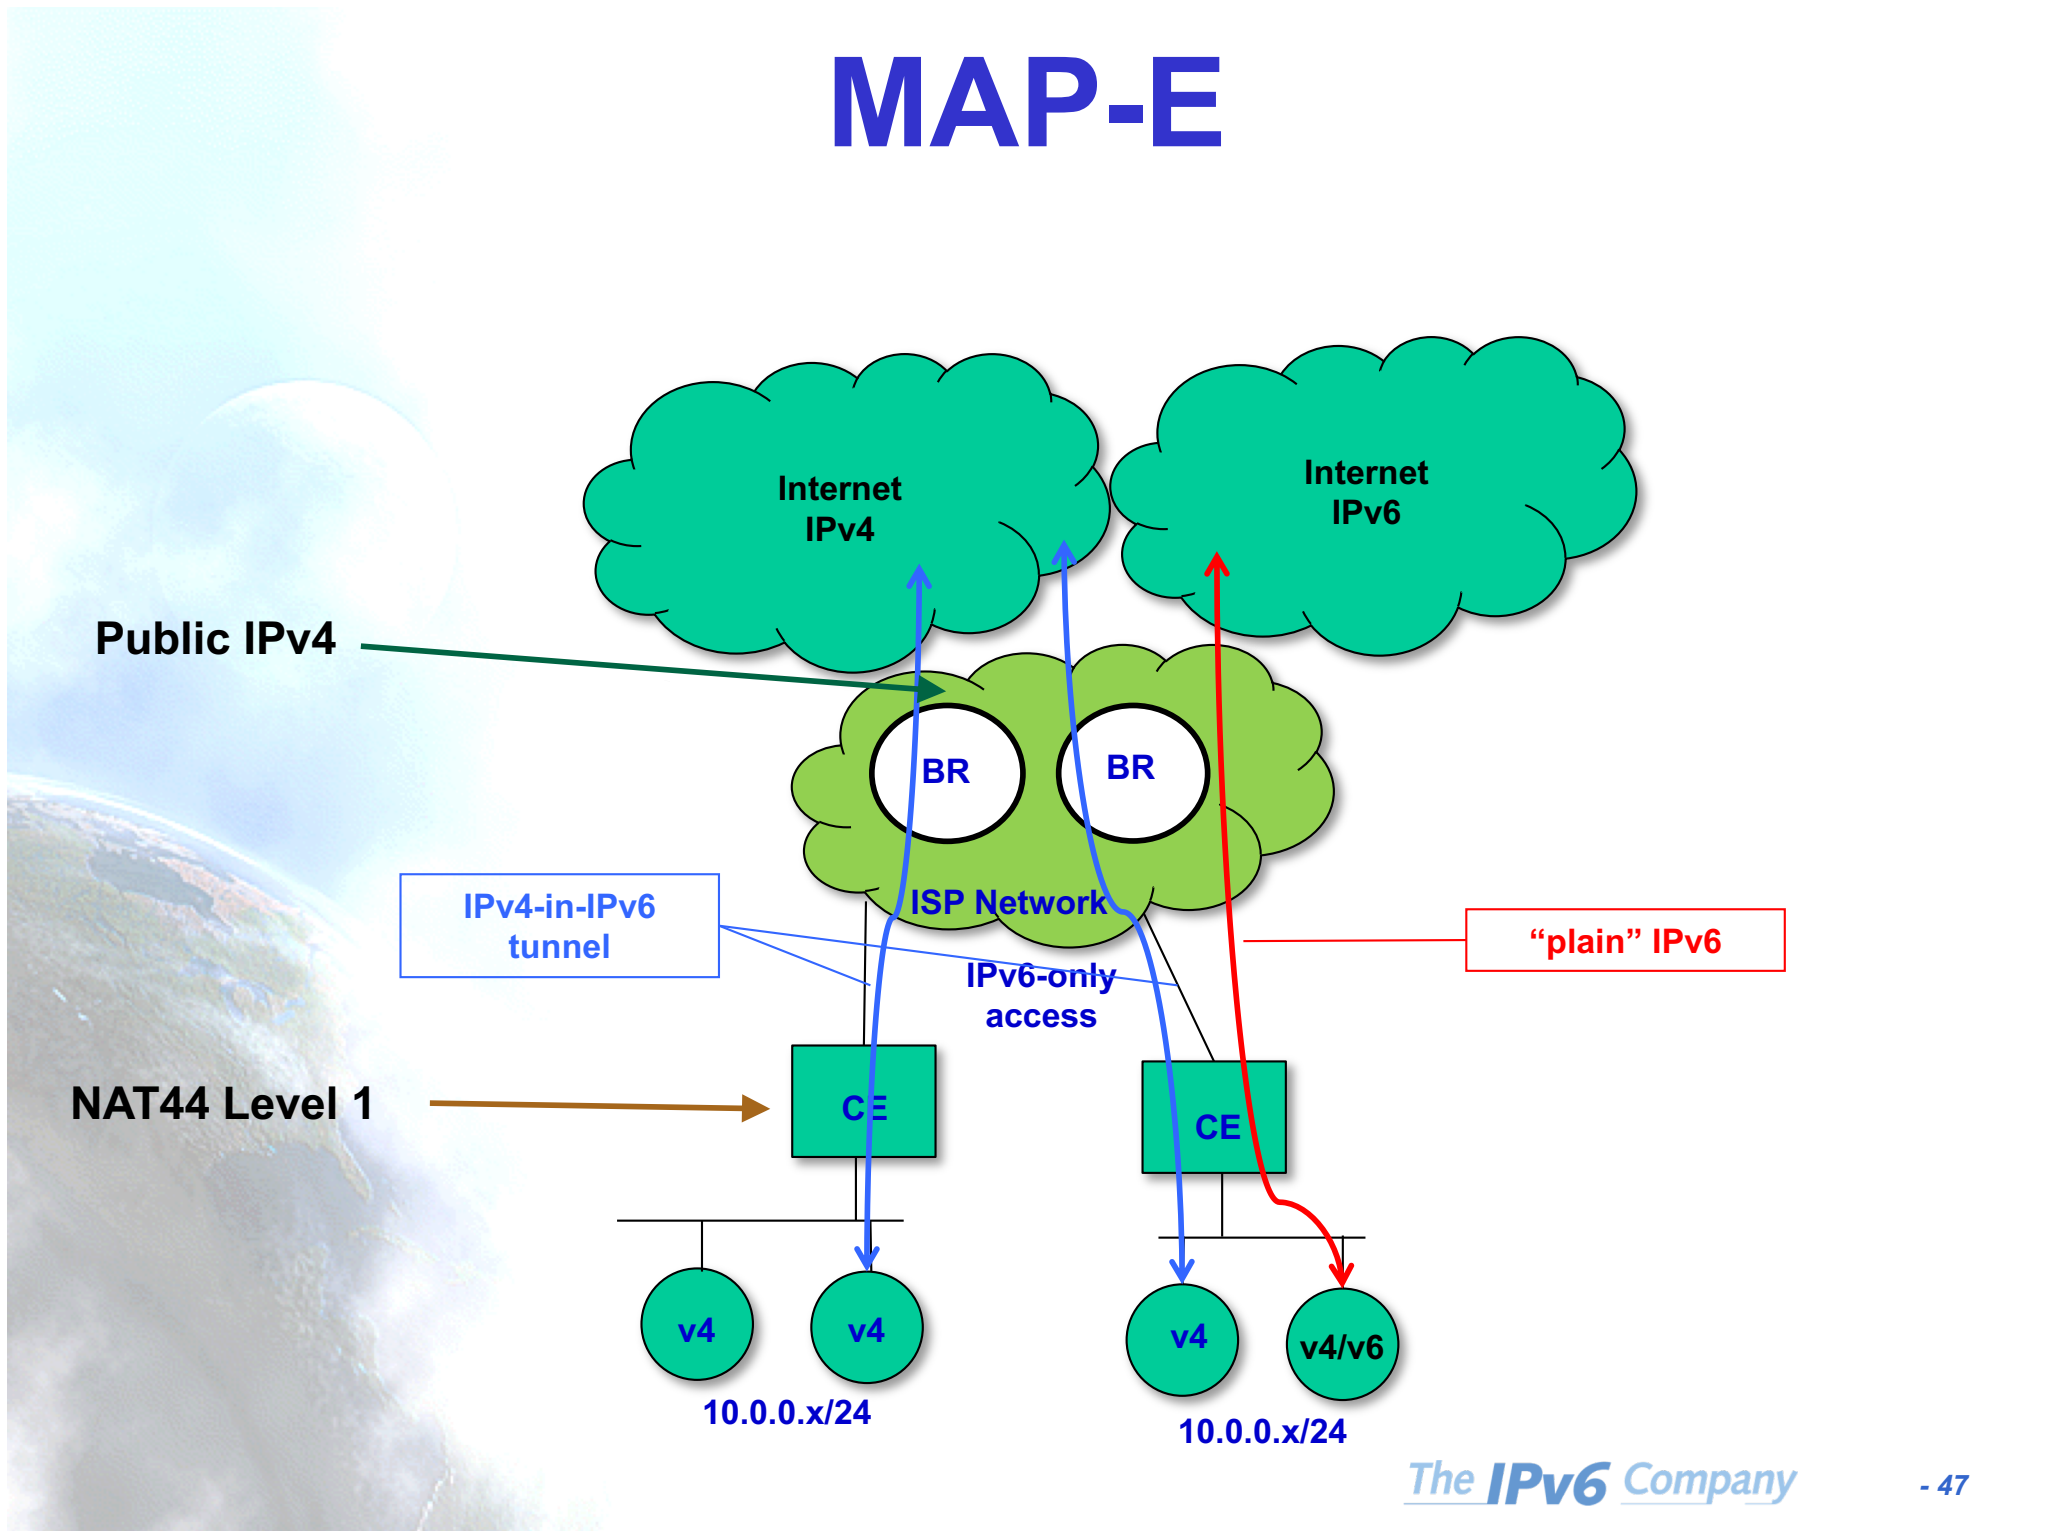 MAP-E
Internet
IPv4
Internet
IPv6
Public IPv4
BR
BR
ISP Network
IPv4-in-IPv6
tunnel
“plain” IPv6
IPv6-only
access
NAT44 Level 1
CE
CE
v4
v4
v4
v4/v6
10.0.0.x/24
10.0.0.x/24
The IPv6 Company
- 47